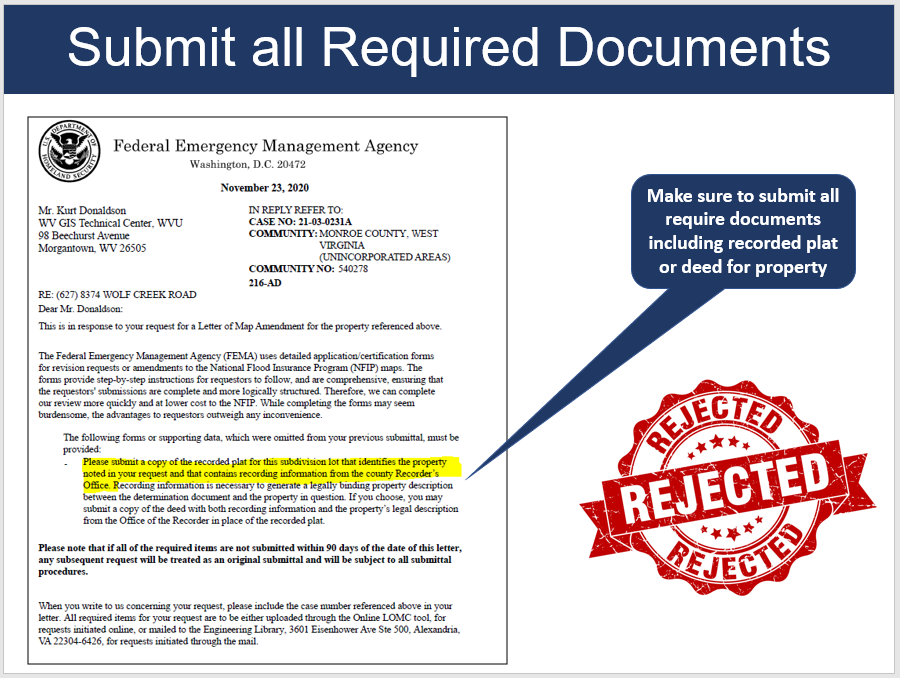 Submit all Required Documents
U.S. DEPARTMENT OF
HOMELAND SECURITY
Federal Emergency Management Agency
Washington, D.C. 20472
November 23, 2020
Mr. Kurt Donaldson
WV GIS Technical Center, WVU
98 Beechurst Avenue
Morgantown, WV 26505
IN REPLY REFER TO:
CASE NO: 21-03-0231A
COMMUNITY: MONROE COUNTY, WEST
VIRGINIA
(UNINCORPORATED AREAS)
COMMUNITY NO: 540278
216-AD
RE: (627) 8374 WOLF CREEK ROAD
Dear Mr. Donaldson:
This is in response to your request for a Letter of Map Amendment for the property referenced above.
The Federal Emergency Management Agency (FEMA) uses detailed application/certification forms
for revision requests or amendments to the National Flood Insurance Program (NFIP) maps. The
forms provide step-by-step instructions for requestors to follow, and are comprehensive, ensuring that
the requestors' submissions are complete and more logically structured. Therefore, we can complete
our review more quickly and at lower cost to the NFIP. While completing the forms may seem
burdensome, the advantages to requestors outweigh any inconvenience.
The following forms or supporting data, which were omitted from your previous submittal, must be
provided:
- Please submit a copy of the recorded plat for this subdivision lot that identifies the property
noted in your request and that contains recording information from the county Recorder's
Office. Recording information is necessary to generate a legally binding property description
between the determination document and the property in question. If you choose, you may
submit a copy of the deed with both recording information and the property's legal description
from the Office of the Recorder in place of the recorded plat.
Please note that if all of the required items are not submitted within 90 days of the date of this letter,
any subsequent request will be treated as an original submittal and will be subject to all submittal
procedures.
When you write to us concerning your request, please include the case number referenced above in your
letter. All required items for your request are to be either uploaded through the Online LOMC tool, for
requests initiated online, or mailed to the Engineering Library, 3601 Eisenhower Ave Ste 500, Alexandria,
VA 22304-6426, for requests initiated through the mail.
Make sure to submit all
require documents
including recorded plat
or deed for property
REJECTED
REJECTED
REJECTED